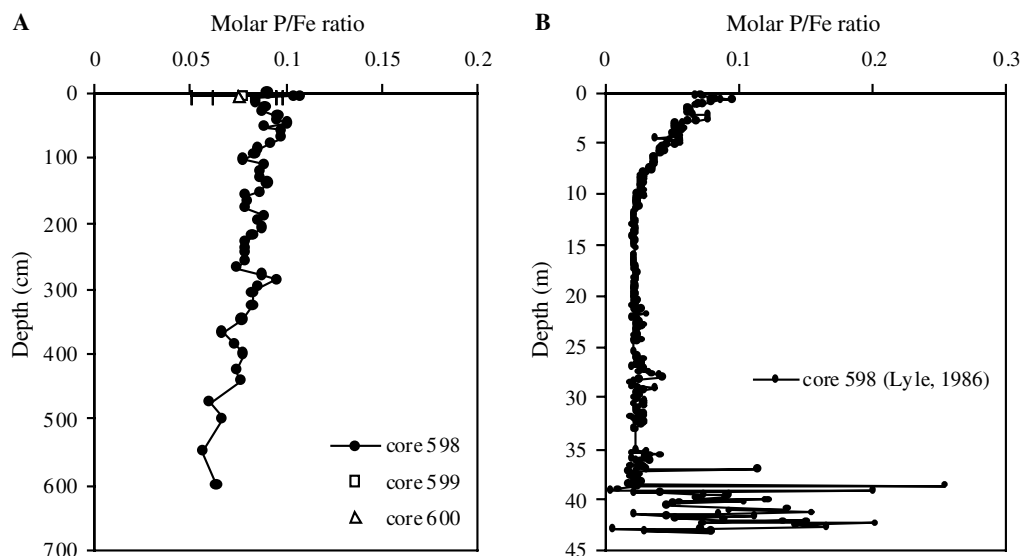 A
Molar P/Fe ratio
0
0.05
0.1
0.15
0.2
0
100
200
300
400
500
600
700
Depth (cm)
core 598
core 599
core 600
B
Molar P/Fe ratio
0
0.1
0.2
0.3
0
5
10
15
20
25
30
35
40
45
Depth (m)
core 598 (Lyle, 1986)